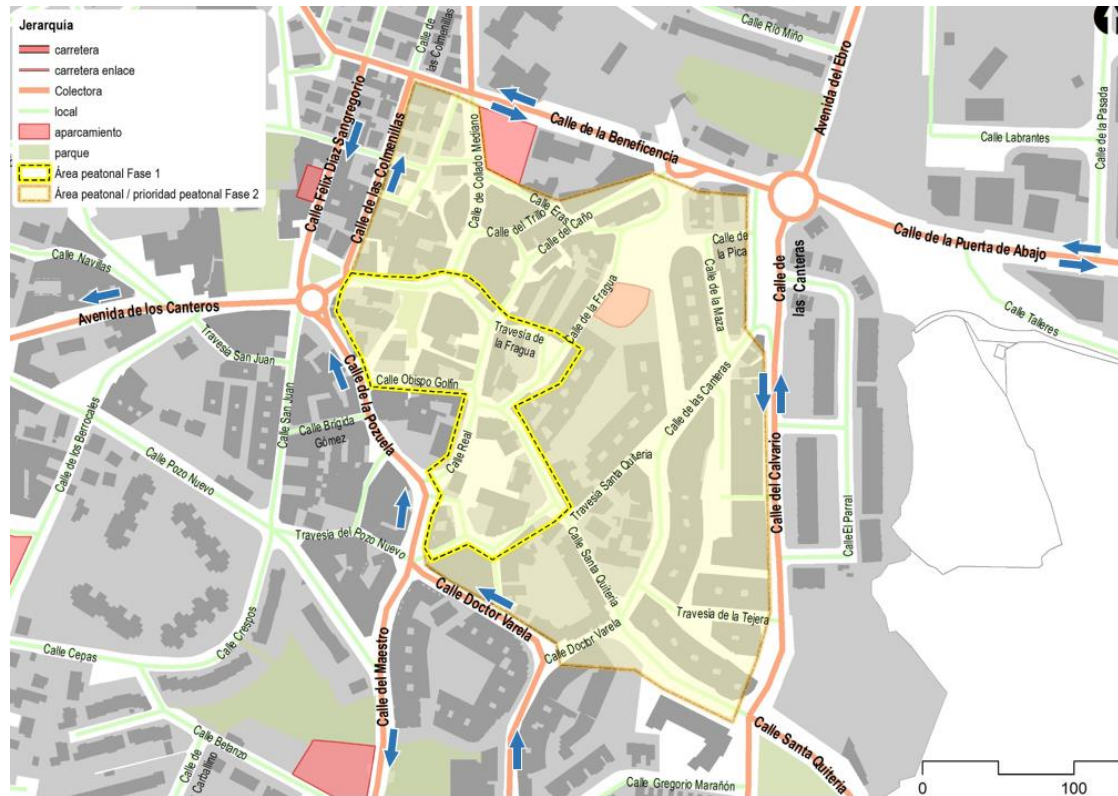 Jerarquía
carretera
carretera enlace
Colectora
local
aparcamiento
parque
Área peatonal Fase 1
Área peatonal / prioridad peatonal Fase 2
Calle de
las Colmenillas
Calle Río Miño
Avenida del Ebro
Calle de la Pasada
Calle Labrantes
Calle Félix Díaz Sangregorio
Calle de las Colmenillas
Calle de Collado Mediano
Calle de la Beneficencia
Calle Eras
Calle del Trillo
Calle del Caño
Calle de la Puerta de Abajo
Calle de
la Pica
Calle de
las Canteras
Calle Navillas
Avenida de los Canteros
Calle de la Fragua
Calle de la Maza
Calle Talleres
Travesía San Juan
Travesía de
la Fragua
Calle Obispo Golfín
Calle de la Pozuela
Calle San Juan
Calle Brigida
Gómez
Calle de las Canteras
Calle Real
Calle de los Berrocales
Calle Pozo Nuevo
Travesía Santa Quiteria
Calle del Calvario
Calle El Parral
Travesía del Pozo Nuevo
Calle Santa Quiteria
Calle Doctor Varela
Travesía de la Tejera
Calle Crespos
Calle Doctor Varela
Calle Cepas
Calle del Maestro
Calle Betanzo
Calle de
Carballino
Calle Santa Quiteria
Calle Gregorio Marañón
0
100